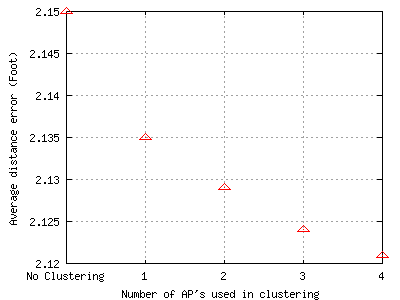 2.15
2.145
2.14
2.135
2.13
2.125
2.12
Average distance error (Foot)
No Clustering 1 2 3 4
Number of AP's used in clustering